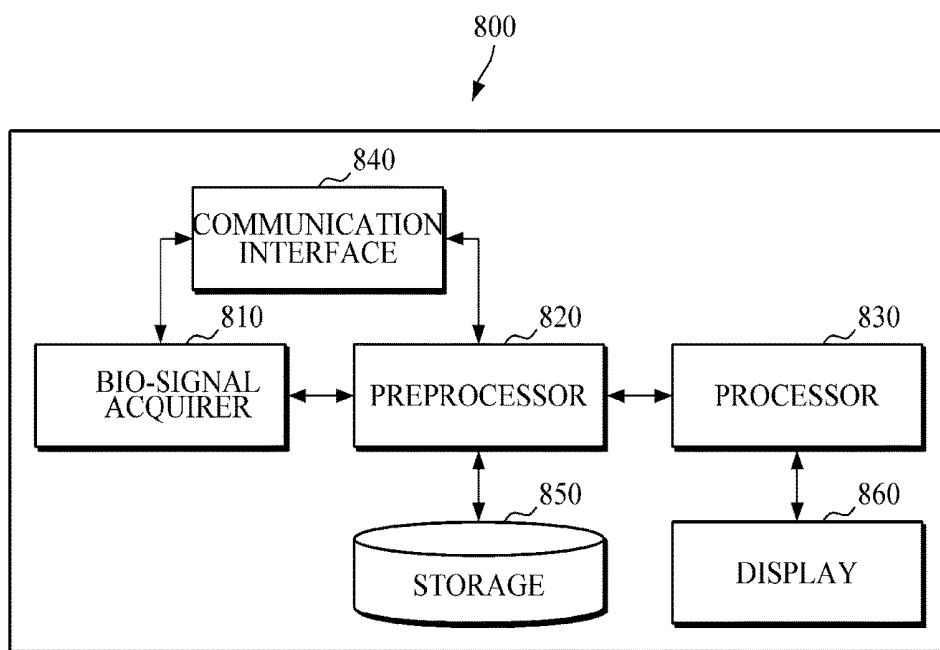 800
840
COMMUNICATION
INTERFACE
810
820
830
BIO-SIGNAL
ACQUIRER
PREPROCESSOR
PROCESSOR
850
860
STORAGE
DISPLAY